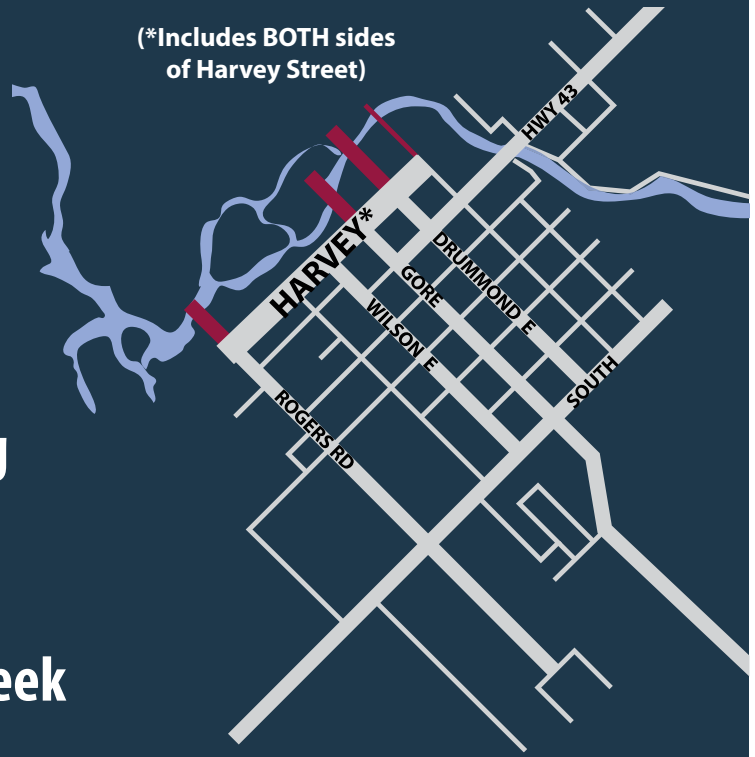 (*Includes BOTH sides
of Harvey Street)
HWY 43
HARVEY*
DRUMMOND E
GORE
WILSON E
SOUTH
ROGERS RD
g
eek